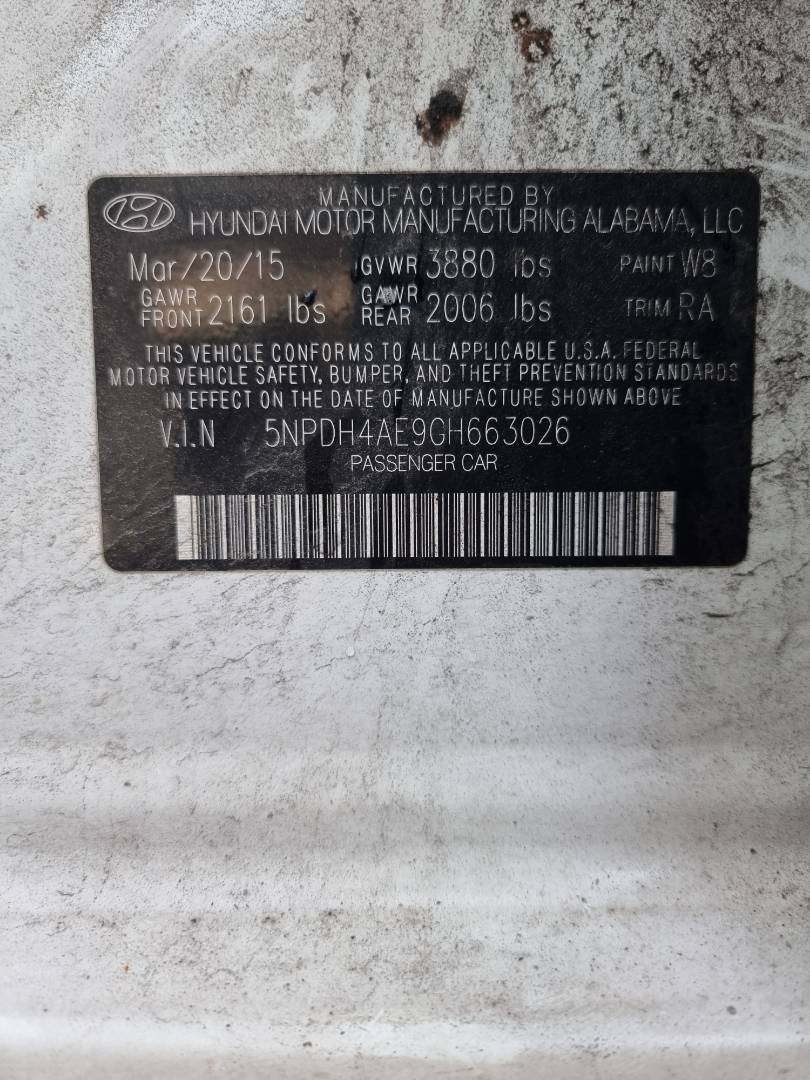 MANUFACTURED BY
HYUNDAI MOTOR MANUFACTURING ALABAMA, LLC
Mar/20/15 GVWR 3880 lbs PAINT W8
GAWR FRONT 2161 lbs GAWR REAR 2006 lbs TRIM RA
THIS VEHICLE CONFORMS TO ALL APPLICABLE U.S.A. FEDERAL
MOTOR VEHICLE SAFETY, BUMPER, AND THEFT PREVENTION STANDARDS
IN EFFECT ON THE DATE OF MANUFACTURE SHOWN ABOVE
V.I.N 5NPDH4AE9GH663026
PASSENGER CAR